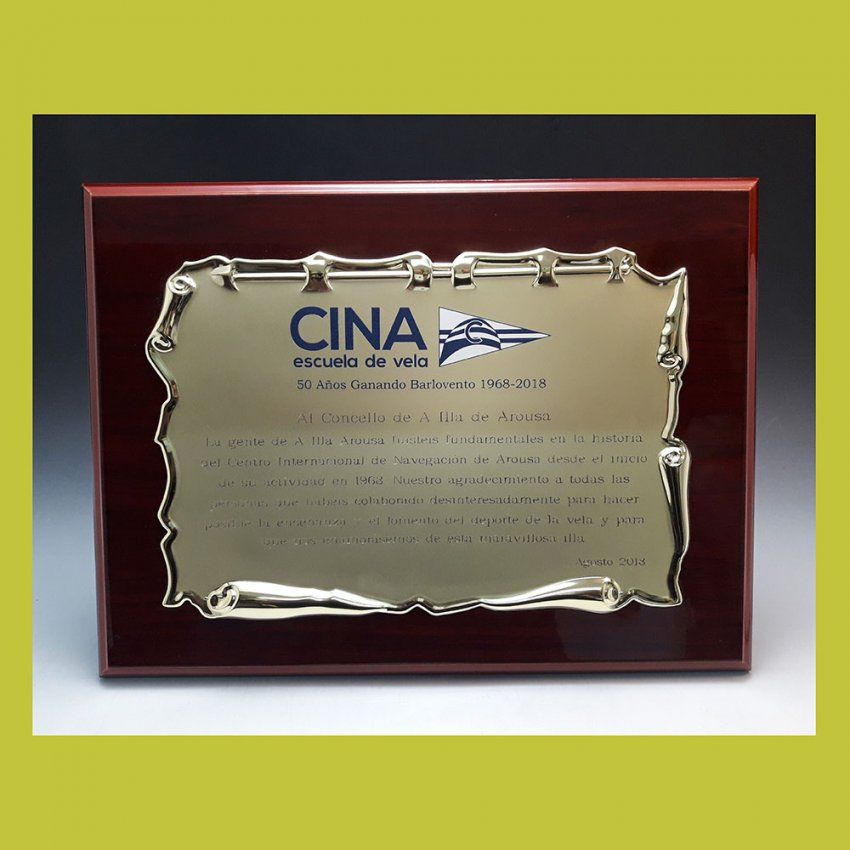 CINA
escuela de vela
50 Años Ganando Barlovento 1968-2018
Al Concello de A Illa de Arousa
La gente de A Illa Arousa fuisteis fundamentales en la historia
del Centro Internacional de Navegación de Arousa desde el inicio
de su actividad en 1968. Nuestro agradecimiento a todas las
personas que habeis colaborado desinteresadamente para hacer
posible la enseñanza y el fomento del deporte de la vela y para
que nos enamorasemos de esta maravillosa illa
Agosto 2018